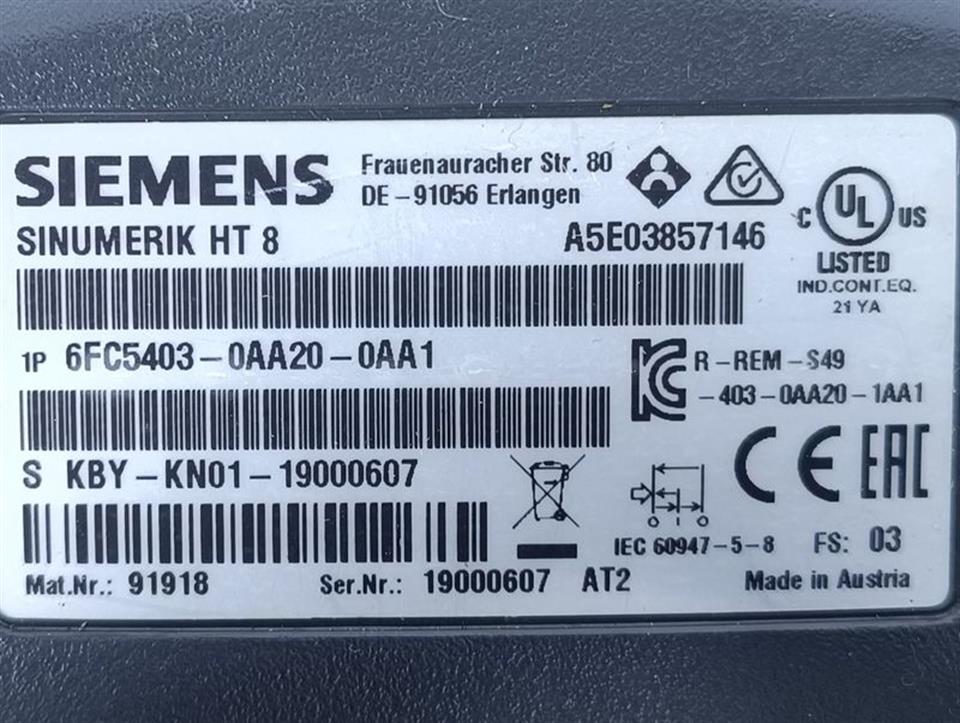 SIEMENS
Frauenauracher Str. 80
DE-91056 Erlangen
SINUMERIK HT 8
A5E03857146
C UL US
LISTED
IND.CONT.EQ.
21 YA
1P 6FC5403-0AA20-0AA1
R-REM-S49
-403-0AA20-1AA1
S KBY-KN01-19000607
CE EAC
O I O
IEC 60947-5-8
FS: 03
Mat.Nr.: 91918
Ser.Nr.: 19000607 AT2
Made in Austria